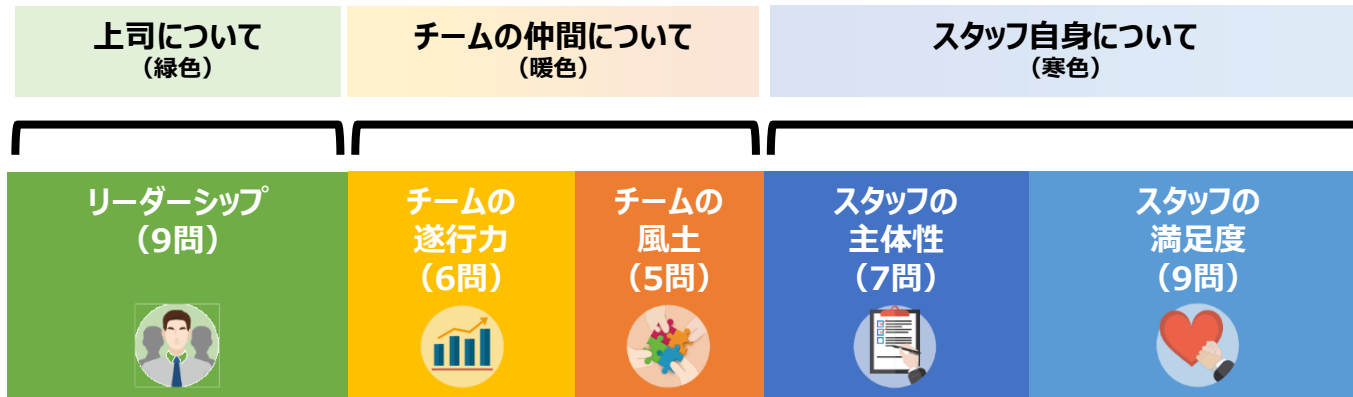 上司について
（緑色）
チームの仲間について
（暖色）
スタッフ自身について
（寒色）
リーダーシップ
（9問）
チームの
遂行力
（6問）
チームの
風土
（5問）
スタッフの
主体性
（7問）
スタッフの
満足度
（9問）